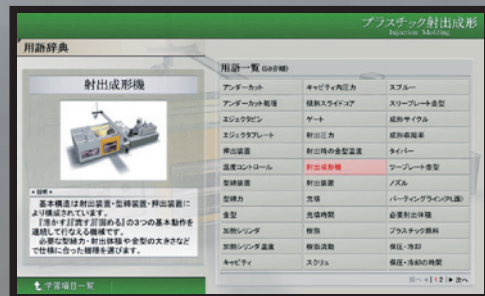 プラスチック射出成形
Injection Molding
用語辞典
射出成形機
説明
基本構造は射出装置・型締装置・押出装置に
より構成されています。
『溶かす』『流す』『固める』の3つの基本動作を
連続して行なえる機械です。
必要な型締力・射出体積や金型の大きさなど
で仕様に合った機種を選びます。
学習項目一覧
用語一覧(50音順)
アンダーカット キャビティ内圧力 スプルー
アンダーカット処理 傾斜スライドコア スリープレート金型
エジェクタピン ゲート 成形サイクル
エジェクタプレート 射出圧力 成形収縮率
押出装置 射出時の金型温度 タイバー
温度コントロール 射出成形機 ツープレート金型
型締装置 射出装置 ノズル
型締力 充填 パーティングライン(PL面)
金型 充填時間 必要射出体積
加熱シリンダ 樹脂 プラスチック原料
加熱シリンダ温度 樹脂流動 保圧・冷却
キャビティ スクリュ 保圧・冷却の時間
前へ 1 2 次へ